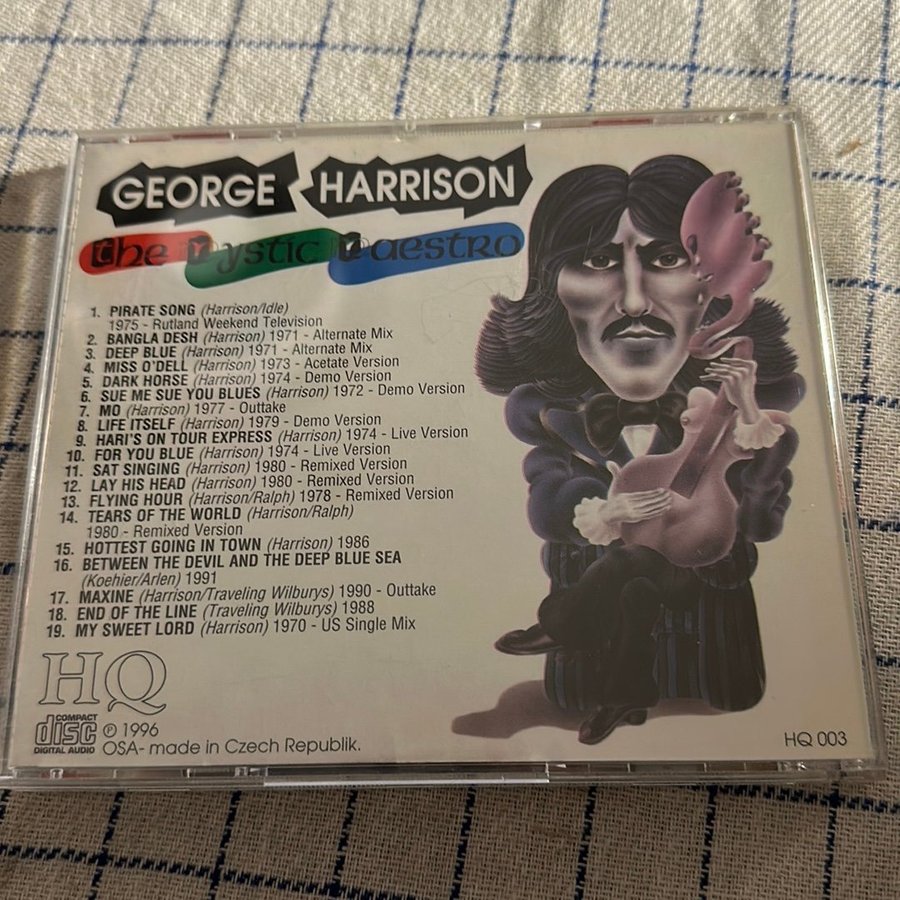 GEORGE HARRISON
the Mystic Maestro
1. PIRATE SONG (Harrison/Idle)
1975 - Rutland Weekend Television
2. BANGLA DESH (Harrison) 1971 - Alternate Mix
3. DEEP BLUE (Harrison) 1971 - Alternate Mix
4. MISS O'DELL (Harrison) 1973 - Acetate Version
5. DARK HORSE (Harrison) 1974 - Demo Version
6. SUE ME SUE YOU BLUES (Harrison) 1972 - Demo Version
7. MO (Harrison) 1977 - Outtake
8. LIFE ITSELF (Harrison) 1979 - Demo Version
9. HARI'S ON TOUR EXPRESS (Harrison) 1974 - Live Version
10. FOR YOU BLUE (Harrison) 1974 - Live Version
11. SAT SINGING (Harrison) 1980 - Remixed Version
12. LAY HIS HEAD (Harrison) 1980 - Remixed Version
13. FLYING HOUR (Harrison/Ralph) 1978 - Remixed Version
14. TEARS OF THE WORLD (Harrison/Ralph)
1980 - Remixed Version
15. HOTTEST GOING IN TOWN (Harrison) 1986
16. BETWEEN THE DEVIL AND THE DEEP BLUE SEA
(Koehier/Arlen) 1991
17. MAXINE (Harrison/Traveling Wilburys) 1990 - Outtake
18. END OF THE LINE (Traveling Wilburys) 1988
19. MY SWEET LORD (Harrison) 1970 - US Single Mix
HQ
COMPACT
disc
DIGITAL AUDIO
℗ 1996
OSA- made in Czech Republik.
HQ 003